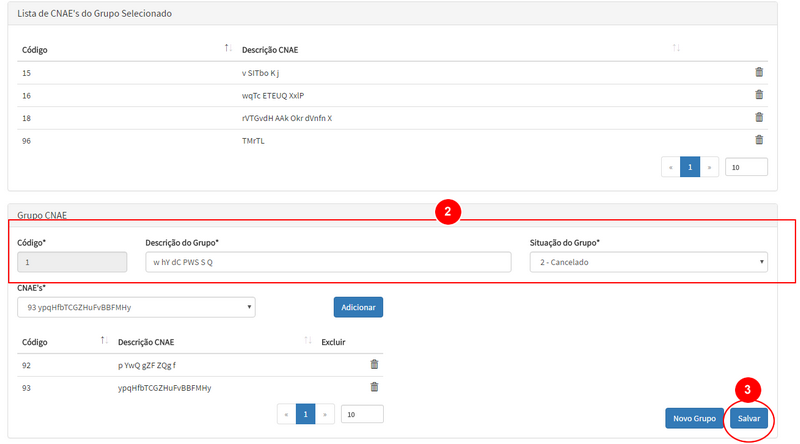 Lista de CNAE's do Grupo Selecionado
Código Descrição CNAE
15 v SITbo K j
16 wqTc ETEUQ XxlP
18 rVTGvdH AAk Okr dVnfn X
96 TMrTL
« 1 » 10
2
Grupo CNAE
Código* Descrição do Grupo* Situação do Grupo*
1 w hY dC PWS S Q 2 - Cancelado
CNAE's*
93 ypqHfbTCGZHuFvBBFMHy Adicionar
Código Descrição CNAE Excluir
92 p YwQ gZF ZQg f
93 ypqHfbTCGZHuFvBBFMHy
3
« 1 » 10 Novo Grupo Salvar